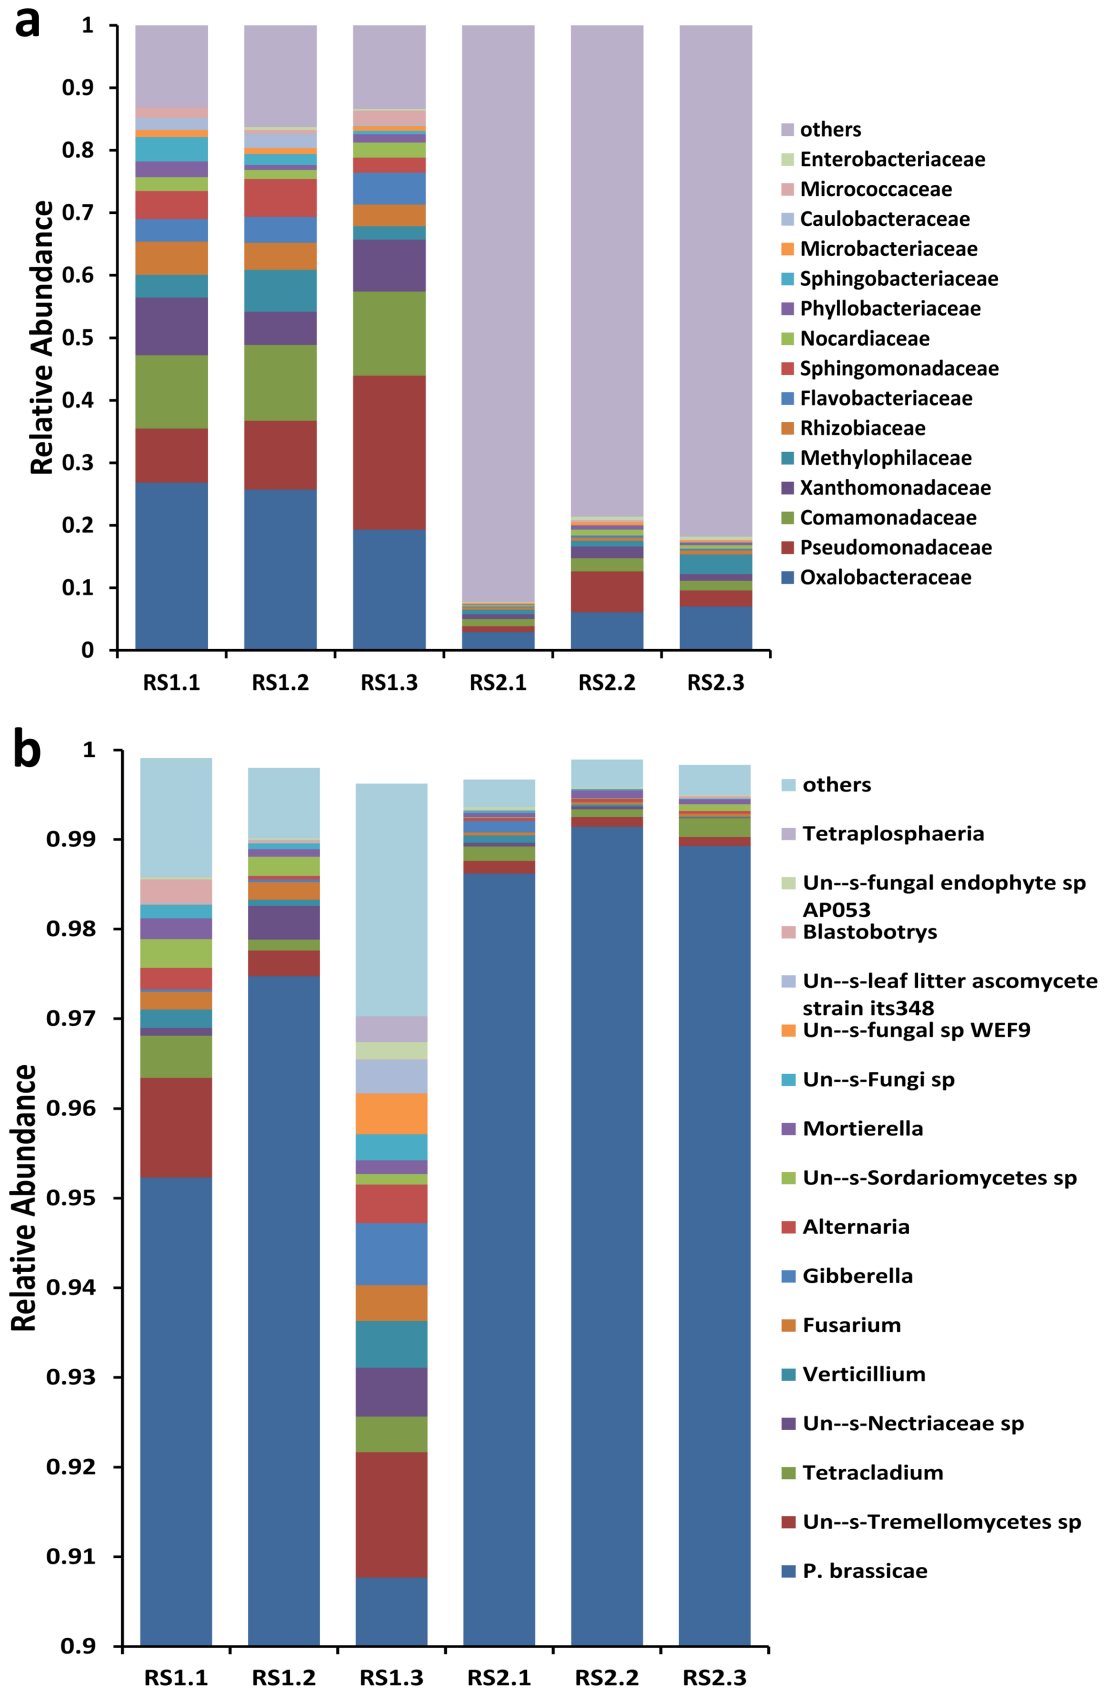 a
Relative Abundance
1
0.9
0.8
0.7
0.6
0.5
0.4
0.3
0.2
0.1
0
RS1.1 RS1.2 RS1.3 RS2.1 RS2.2 RS2.3
others
Enterobacteriaceae
Micrococcaceae
Caulobacteraceae
Microbacteriaceae
Sphingobacteriaceae
Phyllobacteriaceae
Nocardiaceae
Sphingomonadaceae
Flavobacteriaceae
Rhizobiaceae
Methylophilaceae
Xanthomonadaceae
Comamonadaceae
Pseudomonadaceae
Oxalobacteraceae
b
Relative Abundance
1
0.99
0.98
0.97
0.96
0.95
0.94
0.93
0.92
0.91
0.9
RS1.1 RS1.2 RS1.3 RS2.1 RS2.2 RS2.3
others
Tetraplosphaeria
Un--s-fungal endophyte sp
AP053
Blastobotrys
Un--s-leaf litter ascomycete
strain its348
Un--s-fungal sp WEF9
Un--s-Fungi sp
Mortierella
Un--s-Sordariomycetes sp
Alternaria
Gibberella
Fusarium
Verticillium
Un--s-Nectriaceae sp
Tetracladium
Un--s-Tremellomycetes sp
P. brassicae